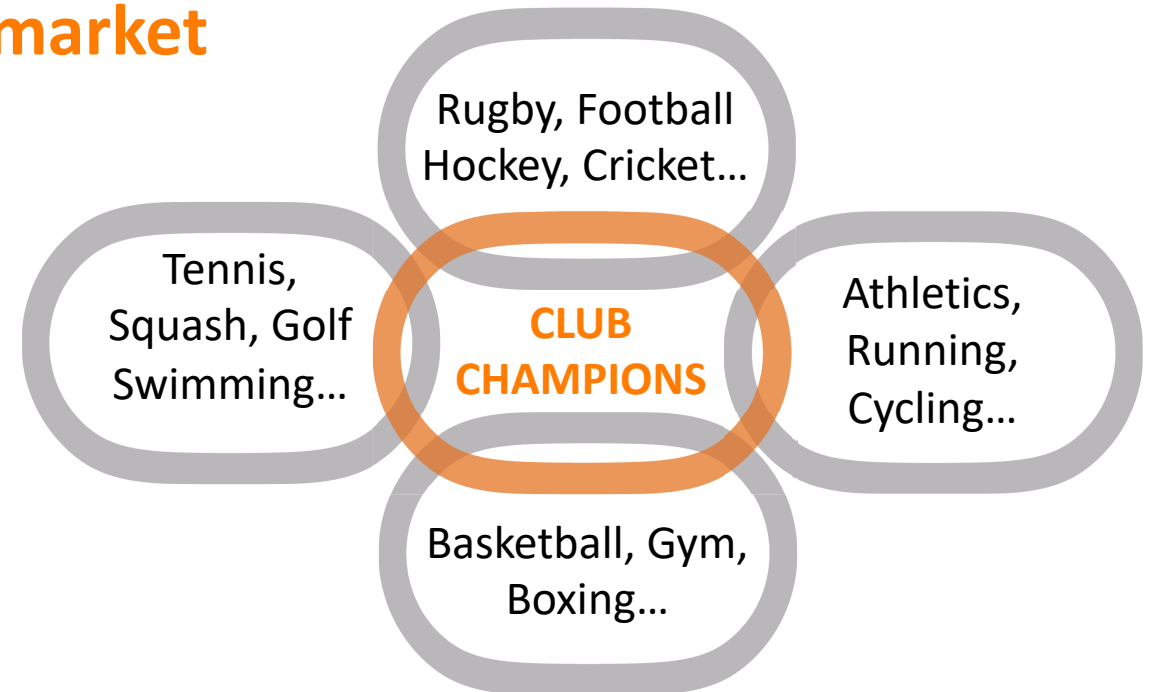 market
Rugby, Football
Hockey, Cricket…
Tennis,
Squash, Golf
Swimming…
CLUB
CHAMPIONS
Athletics,
Running,
Cycling…
Basketball, Gym,
Boxing…